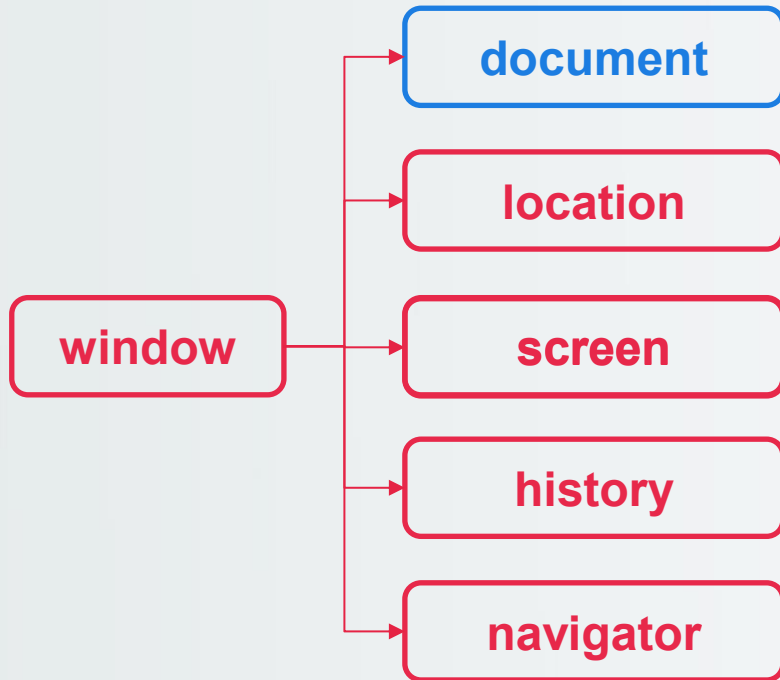 document
location
window
screen
history
navigator